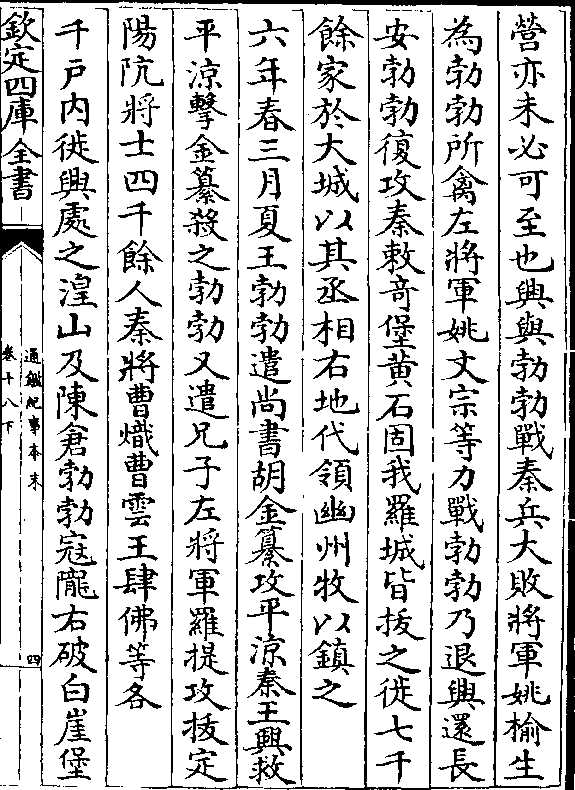 營亦未必可至也興與勃勃戰秦兵大敗將軍姚榆生
為勃勃所禽左將軍姚文宗等力戰勃勃乃退興還長
安勃勃復攻秦敕奇堡黃石固我羅城皆拔之徙七千
餘家於大城以其丞相右地代領幽州牧以鎮之
六年春三月夏王勃勃遣尚書胡金纂攻平涼秦王興救
平涼擊金纂殺之勃勃又遣兄子左將軍羅提攻拔定
陽阬將士四千餘人秦將曹熾曹雲王肆佛等各
千戶內徙興處之湟山及陳倉勃勃寇隴右破白崖堡
欽定四庫全書
通鑑紀事本末
卷十八下
四